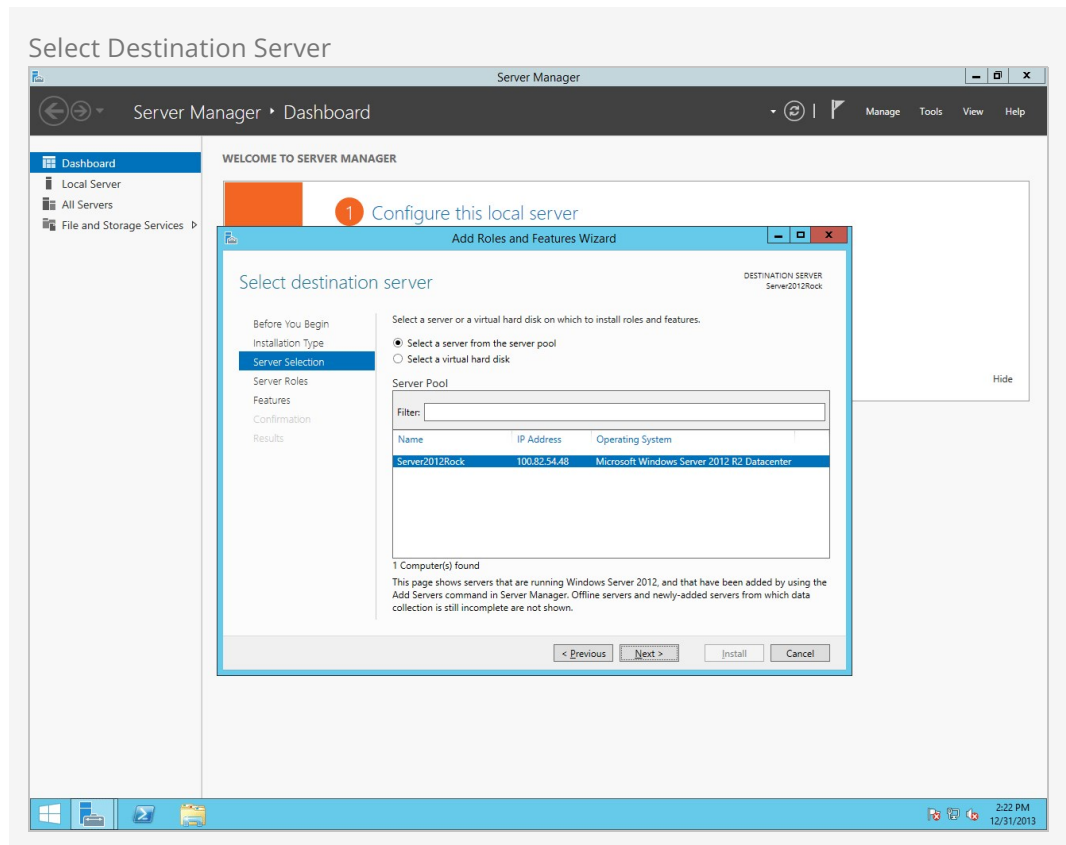 Select Destination Server
Server Manager
Server Manager • Dashboard
Manage Tools View Help
Dashboard
Local Server
All Servers
File and Storage Services
WELCOME TO SERVER MANAGER
1 Configure this local server
Hide
Add Roles and Features Wizard
Select destination server
DESTINATION SERVER
Server2012Rock
Before You Begin
Installation Type
Server Selection
Server Roles
Features
Confirmation
Results
Select a server or a virtual hard disk on which to install roles and features.
Select a server from the server pool
Select a virtual hard disk
Server Pool
Filter:
Name IP Address Operating System
Server2012Rock 100.82.54.48 Microsoft Windows Server 2012 R2 Datacenter
1 Computer(s) found
This page shows servers that are running Windows Server 2012, and that have been added by using the
Add Servers command in Server Manager. Offline servers and newly-added servers from which data
collection is still incomplete are not shown.
< Previous Next > Install Cancel
2:22 PM
12/31/2013